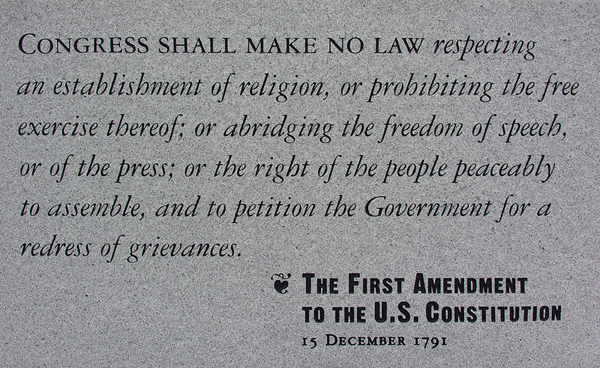 CONGRESS SHALL MAKE NO LAW respecting
an establishment of religion, or prohibiting the free
exercise thereof; or abridging the freedom of speech,
or of the press; or the right of the people peaceably
to assemble, and to petition the Government for a
redress of grievances.
❦ THE FIRST AMENDMENT
TO THE U.S. CONSTITUTION
15 DECEMBER 1791